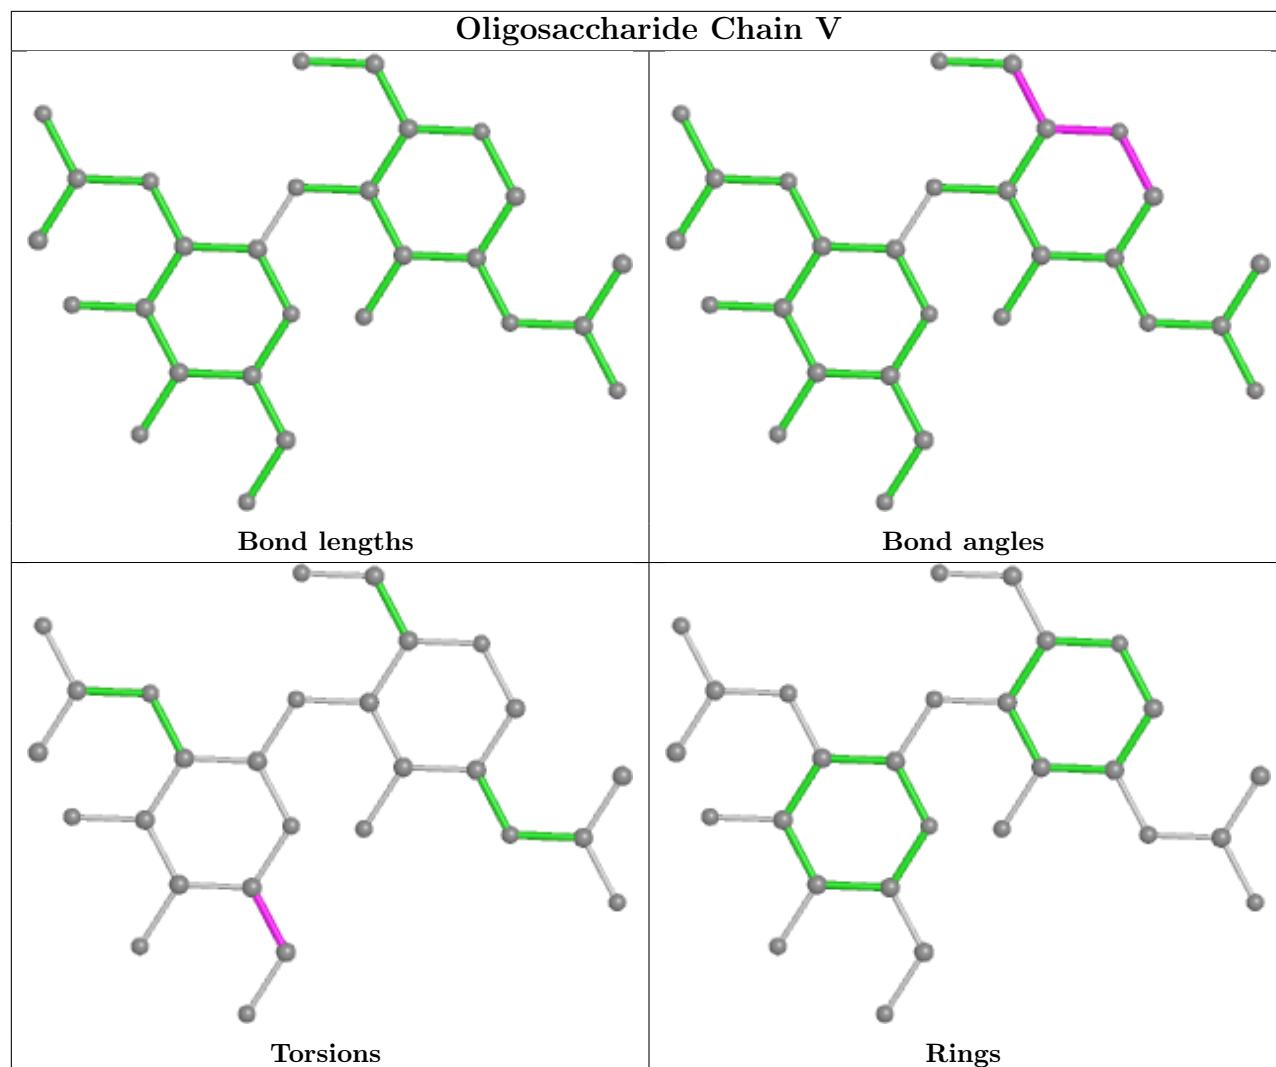 Oligosaccharide Chain V
Bond lengths
Bond angles
Torsions
Rings